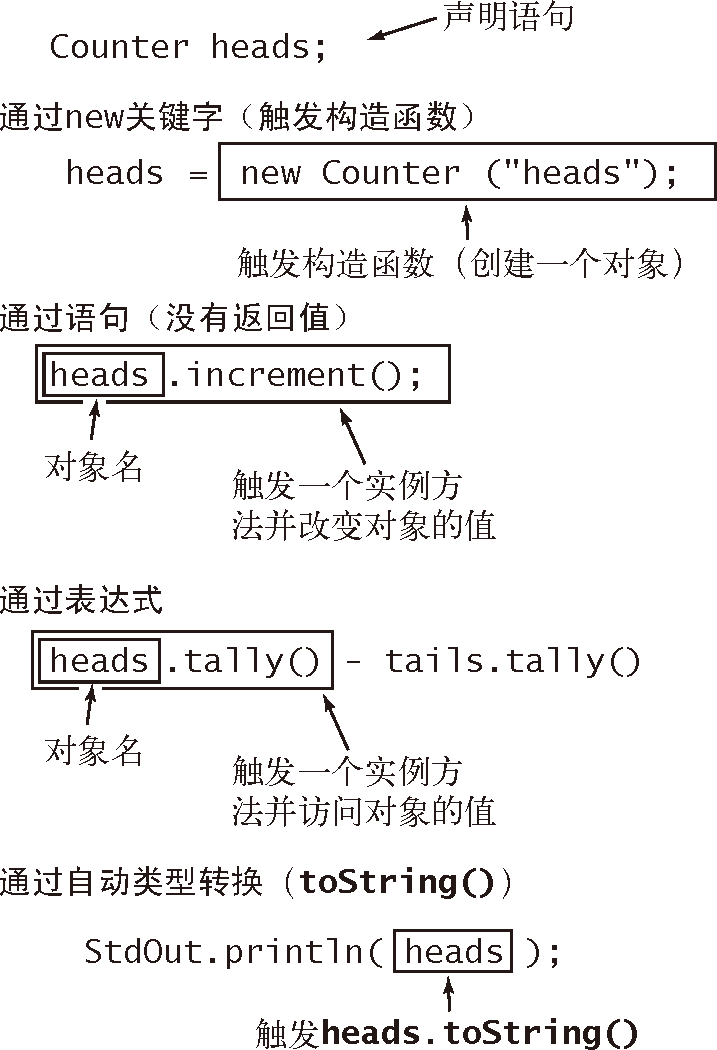 声明语句
Counter heads;
通过new关键字（触发构造函数）
heads = new Counter ("heads");
触发构造函数（创建一个对象）
通过语句（没有返回值）
heads.increment();
对象名
触发一个实例方
法并改变对象的值
通过表达式
heads.tally() - tails.tally()
对象名
触发一个实例方
法并访问对象的值
通过自动类型转换（toString()）
StdOut.println( heads );
触发heads.toString()